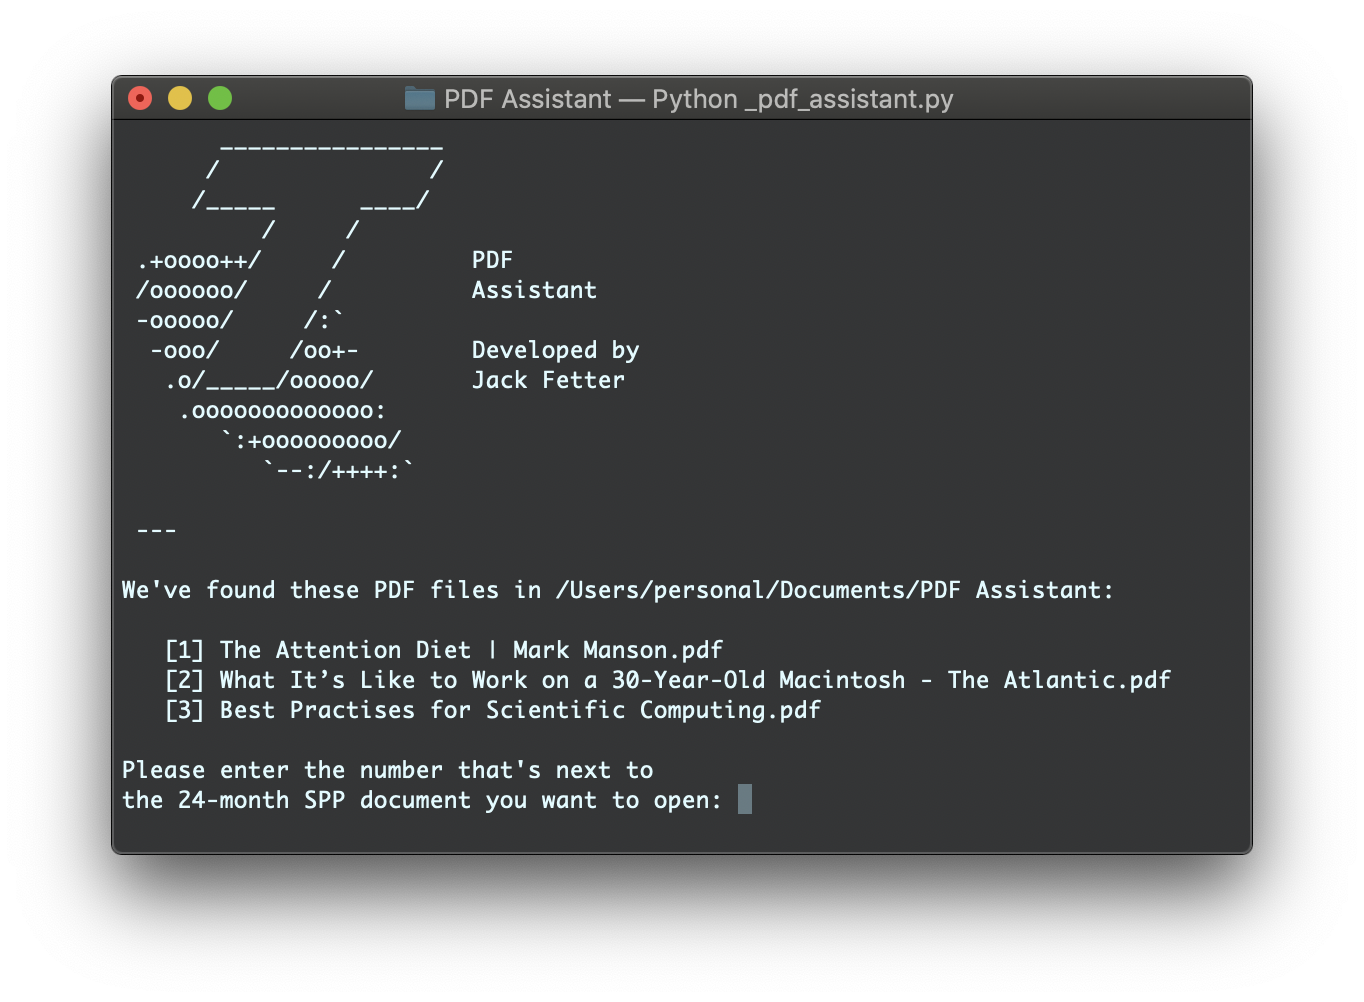 PDF Assistant — Python _pdf_assistant.py
       ________________
      /               /
     /_____      ____/
          /     /
 .+oooo++/     /         PDF
 /oooooo/     /          Assistant
 -ooooo/     /:`
  -ooo/     /oo+-        Developed by
   .o/_____/ooooo/       Jack Fetter
    .ooooooooooooo:
       `:+ooooooooo/
          `--:/++++:`
 ---
We've found these PDF files in /Users/personal/Documents/PDF Assistant:
   [1] The Attention Diet | Mark Manson.pdf
   [2] What It’s Like to Work on a 30-Year-Old Macintosh - The Atlantic.pdf
   [3] Best Practises for Scientific Computing.pdf
Please enter the number that's next to
the 24-month SPP document you want to open: